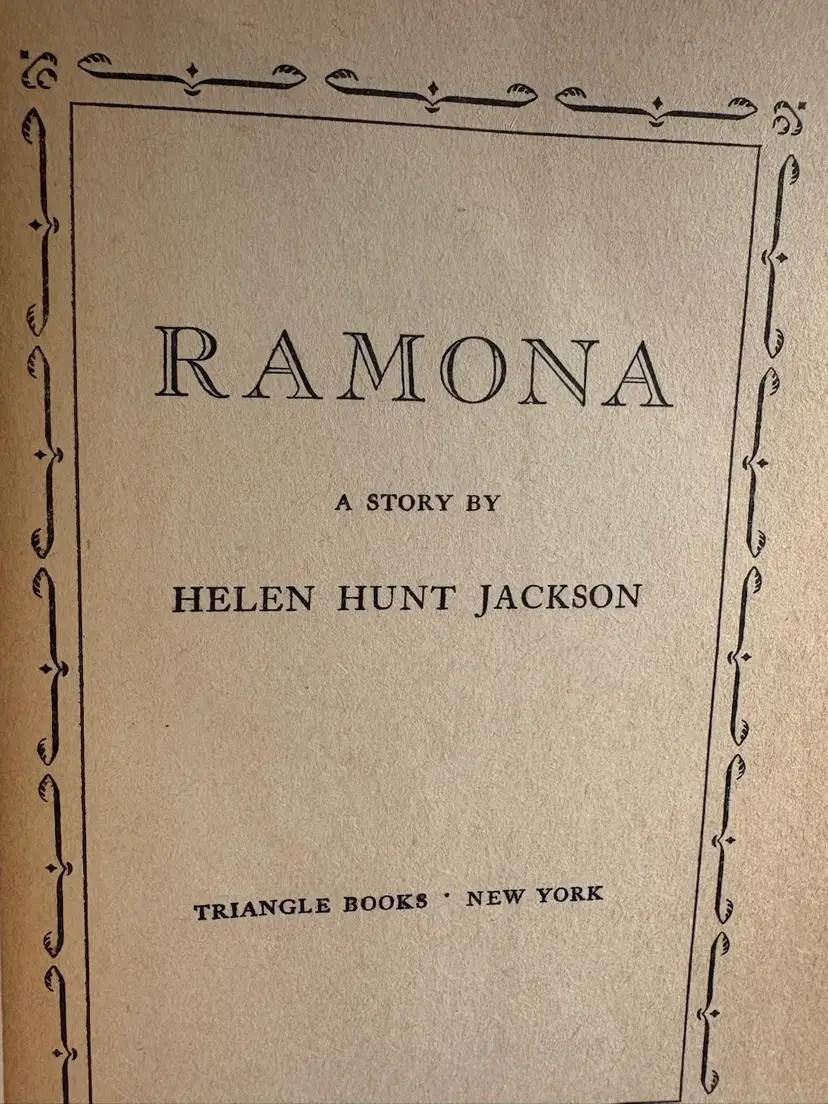 RAMONA
A STORY BY
HELEN HUNT JACKSON
TRIANGLE BOOKS · NEW YORK